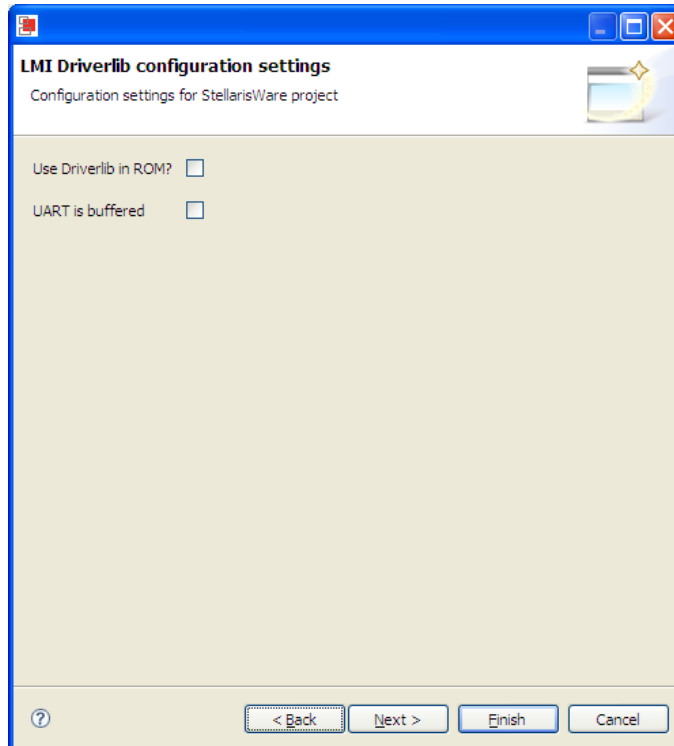 LMI Driverlib configuration settings
Configuration settings for StellarisWare project
Use Driverlib in ROM?
UART is buffered
?
< Back Next > Finish Cancel